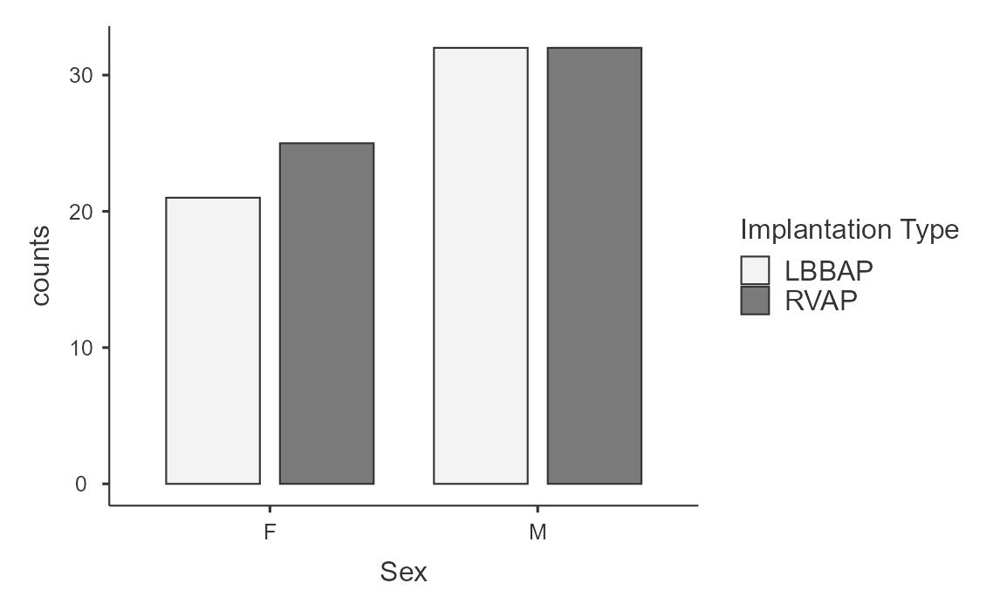 30
20
10
0
counts
F
M
Sex
Implantation Type
LBBAP
RVAP